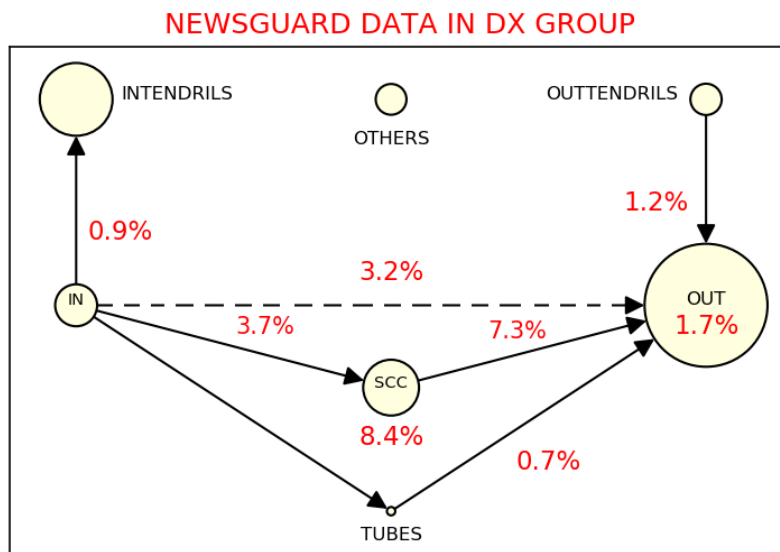 NEWSGUARD DATA IN DX GROUP
INTENDRILS
OTHERS
OUTTENDRILS
0.9%
1.2%
3.2%
IN
OUT
1.7%
3.7%
7.3%
SCC
8.4%
0.7%
TUBES